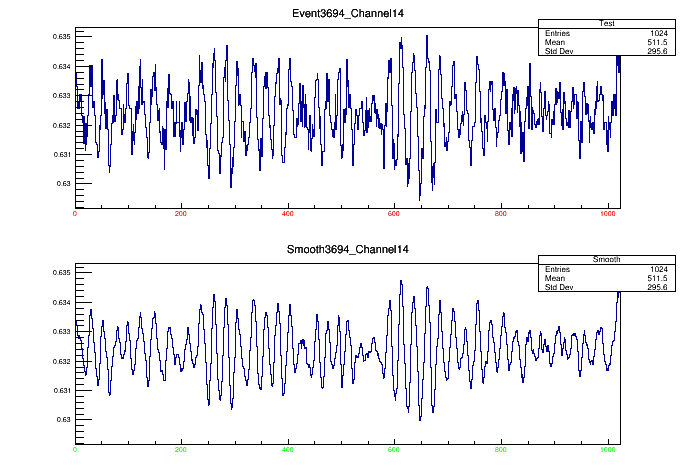 Event3694_Channel14
Test
Entries 1024
Mean 511.5
Std Dev 295.6
0.635
0.634
0.633
0.632
0.631
0.63
0 200 400 600 800 1000
Smooth3694_Channel14
Smooth
Entries 1024
Mean 511.5
Std Dev 295.6
0.635
0.634
0.633
0.632
0.631
0.63
0 200 400 600 800 1000